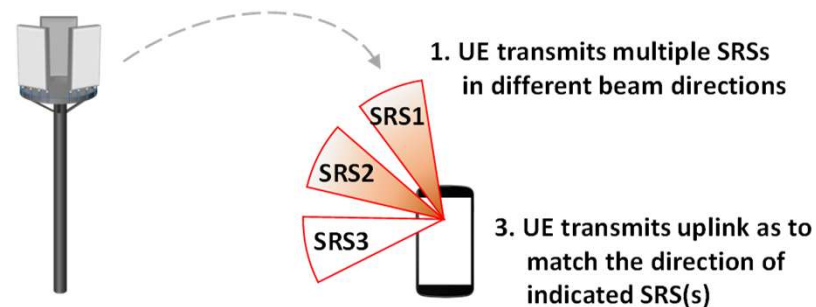 1. UE transmits multiple SRSs
in different beam directions
SRS1
SRS2
SRS3
3. UE transmits uplink as to
match the direction of
indicated SRS(s)